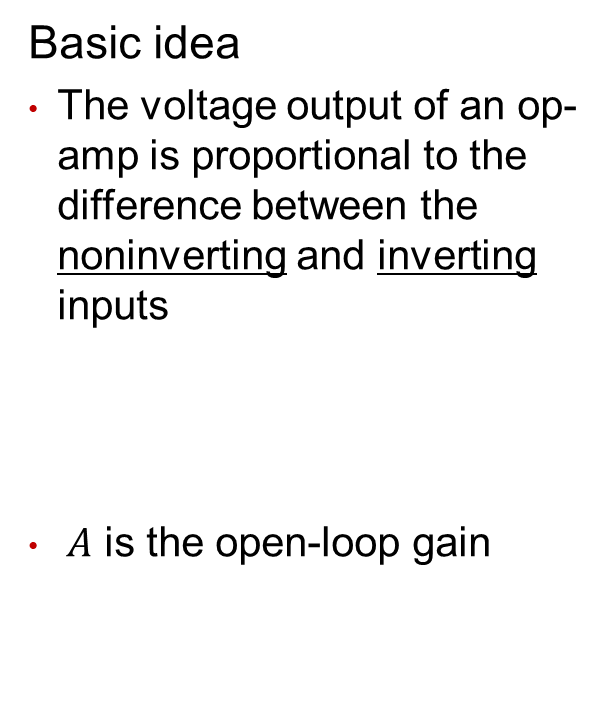 Basic idea
• The voltage output of an op-
amp is proportional to the
difference between the
noninverting and inverting
inputs
• A is the open-loop gain